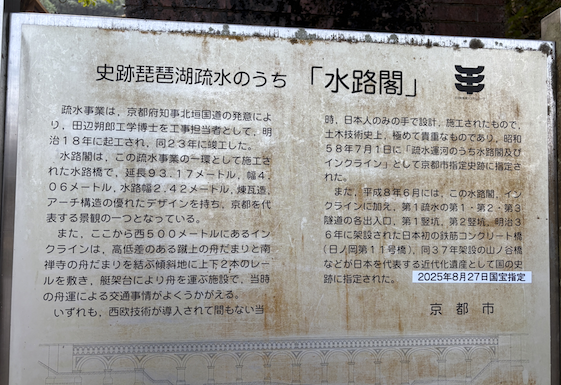 史跡琵琶湖疏水のうち 「水路閣」
疏水事業は，京都府知事北垣国道の発意によ
り，田辺朔郎工学博士を工事担当者として，明
治18年に起工され，同23年に竣工した。
水路閣は，この疏水事業の一環として施工さ
れた水路橋で，延長93．17メートル，幅4．
06メートル，水路幅2．42メートル，煉瓦造，
アーチ構造の優れたデザインを持ち，京都を代
表する景観の一つとなっている。
また，ここから西500メートルにあるイン
クラインは，高低差のある蹴上の舟だまりと南
禅寺の舟だまりを結ぶ傾斜地に上下2本のレー
ルを敷き，艇架台により舟を運ぶ施設で，当時
の舟運による交通事情がよくうかがえる。
いずれも，西欧技術が導入されて間もない当
時，日本人のみの手で設計，施工されたもので，
土木技術史上，極めて貴重なものであり，昭和
58年7月1日に「疏水運河のうち水路閣及び
インクライン」として京都市指定史跡に指定さ
れた。
また，平成8年6月には，この水路閣，イン
クラインに加え，第1疏水の第1・第2・第3
隧道の各出入口，第1竪坑，第2竪坑，明治3
6年に架設された日本初の鉄筋コンクリート橋
（日ノ岡第11号橋），同37年架設の山ノ谷橋
などが日本を代表する近代化遺産として国の史
跡に指定された。 2025年8月27日国宝指定
京都市